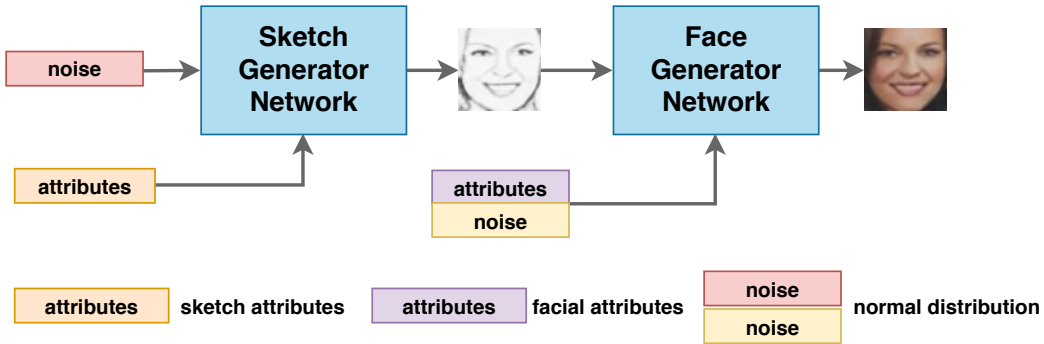 noise
Sketch
Generator
Network
Face
Generator
Network
attributes
attributes
noise
attributes
sketch attributes
attributes
facial attributes
noise
noise
normal distribution